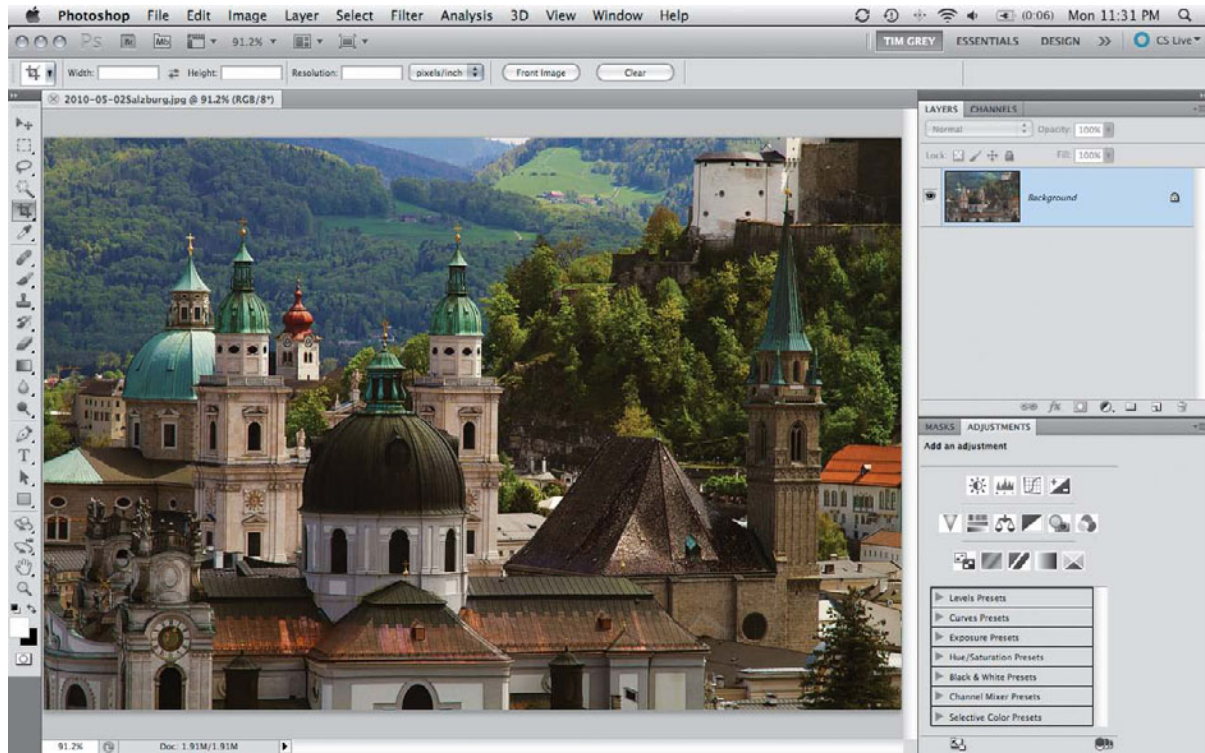 Photoshop File Edit Image Layer Select Filter Analysis 3D View Window Help (0:06) Mon 11:31 PM
Ps Br Mb 91.2% TIM GREY ESSENTIALS DESIGN >> CS Live
Width: Height: Resolution: pixels/inch Front Image Clear
2010-05-02Salzburg.jpg @ 91.2% (RGB/8*)
LAYERS CHANNELS
Normal Opacity: 100%
Lock: Fill: 100%
Background
fx
MASKS ADJUSTMENTS
Add an adjustment
Levels Presets
Curves Presets
Exposure Presets
Hue/Saturation Presets
Black & White Presets
Channel Mixer Presets
Selective Color Presets
91.2% Doc: 1.91M/1.91M